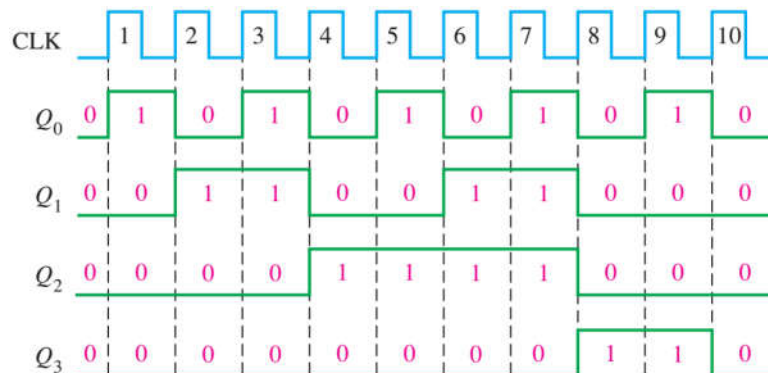 CLK 1 2 3 4 5 6 7 8 9 10
Q0 0 1 0 1 0 1 0 1 0 1 0
Q1 0 0 1 1 0 0 1 1 0 0 0
Q2 0 0 0 0 1 1 1 1 0 0 0
Q3 0 0 0 0 0 0 0 0 1 1 0